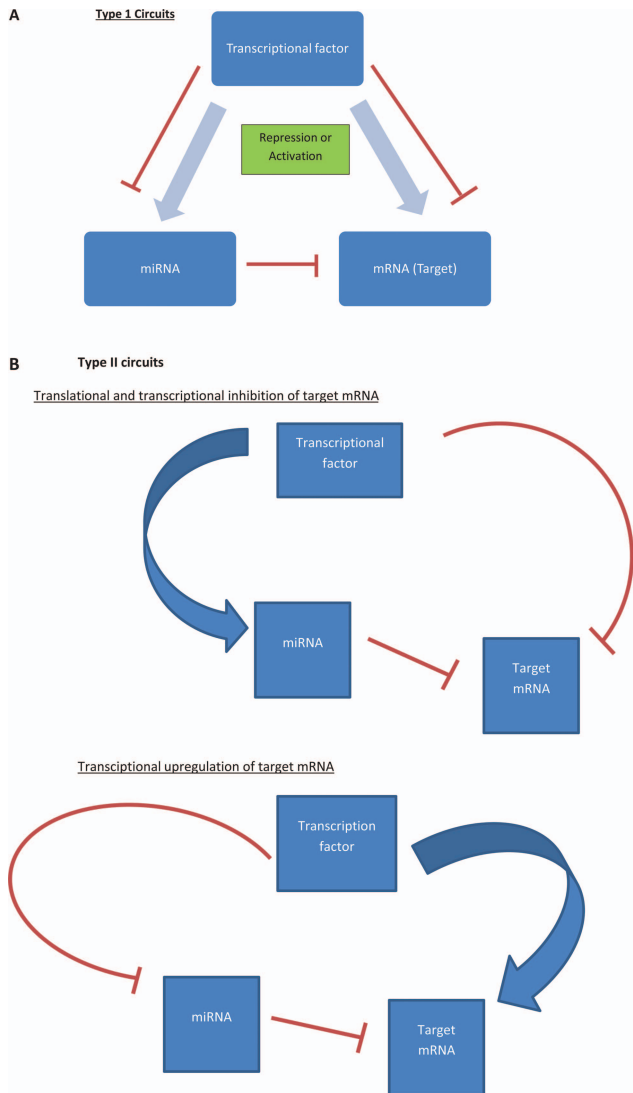 A
Type 1 Circuits
Transcriptional factor
Repression or
Activation
miRNA
mRNA (Target)
B
Type II circuits
Translational and transcriptional inhibition of target mRNA
Transcriptional
factor
miRNA
Target
mRNA
Transciptional upregulation of target mRNA
Transcription
factor
miRNA
Target
mRNA